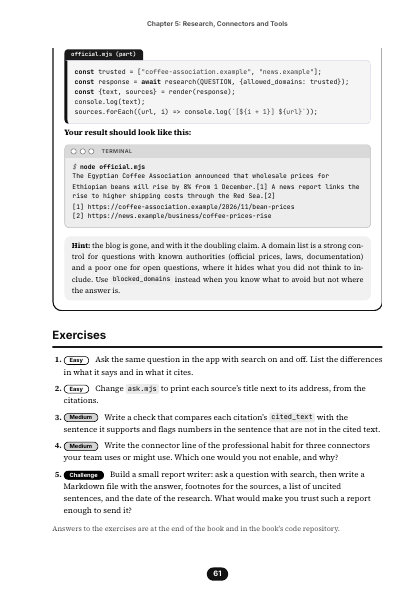 Chapter 5: Research, Connectors and Tools
official.mjs (part)
const trusted = ["coffee-association.example", "news.example"];
const response = await research(QUESTION, {allowed_domains: trusted});
const {text, sources} = render(response);
console.log(text);
sources.forEach((url, i) => console.log(`[${i + 1}] ${url}`));
Your result should look like this:
TERMINAL
$ node official.mjs
The Egyptian Coffee Association announced that wholesale prices for
Ethiopian beans will rise by 8% from 1 December.[1] A news report links the
rise to higher shipping costs through the Red Sea.[2]
[1] https://coffee-association.example/2026/11/bean-prices
[2] https://news.example/business/coffee-prices-rise
Hint: the blog is gone, and with it the doubling claim. A domain list is a strong con-
trol for questions with known authorities (official prices, laws, documentation)
and a poor one for open questions, where it hides what you did not think to in-
clude. Use blocked_domains instead when you know what to avoid but not where
the answer is.
Exercises
1. Easy Ask the same question in the app with search on and off. List the differences
in what it says and in what it cites.
2. Easy Change ask.mjs to print each source's title next to its address, from the
citations.
3. Medium Write a check that compares each citation's cited_text with the
sentence it supports and flags numbers in the sentence that are not in the cited text.
4. Medium Write the connector line of the professional habit for three connectors
your team uses or might use. Which one would you not enable, and why?
5. Challenge Build a small report writer: ask a question with search, then write a
Markdown file with the answer, footnotes for the sources, a list of uncited
sentences, and the date of the research. What would make you trust such a report
enough to send it?
Answers to the exercises are at the end of the book and in the book's code repository.
61